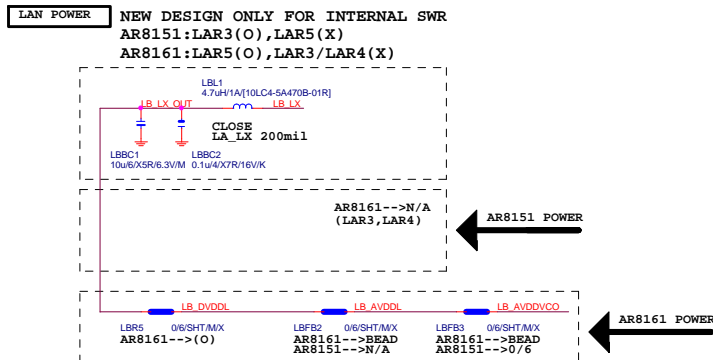 LAN POWER
NEW DESIGN ONLY FOR INTERNAL SWR
AR8151:LAR3(O),LAR5(X)
AR8161:LAR5(O),LAR3/LAR4(X)
LBL1
4.7uH/1A/[10LC4-5A470B-01R]
LB_LX_OUT
LB_LX
CLOSE
LA_LX 200mil
LBBC1
10u/6/X5R/6.3V/M
LBBC2
0.1u/4/X7R/16V/K
AR8161-->N/A
(LAR3,LAR4)
AR8151 POWER
LB_DVDDL
LB_AVDDL
LB_AVDDVCO
LBR5 0/6/SHT/M/X
AR8161-->(O)
LBFB2 0/6/SHT/M/X
AR8161-->BEAD
AR8151-->N/A
LBFB3 0/6/SHT/M/X
AR8161-->BEAD
AR8151-->0/6
AR8161 POWER